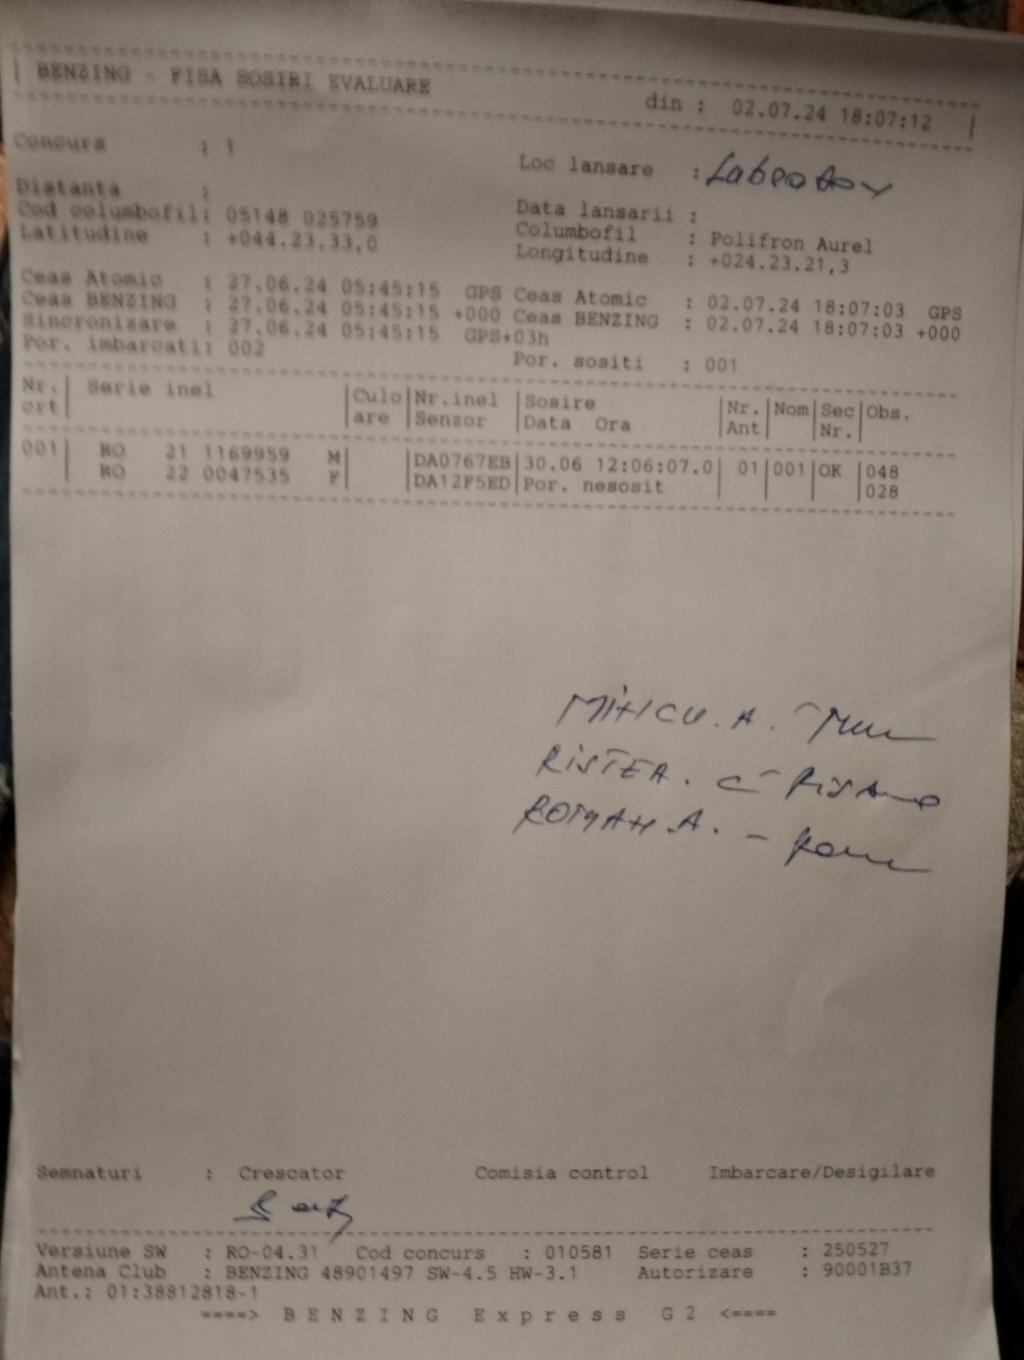 BENZING - FISA SOSIRI EVALUARE din : 02.07.24 18:07:12
Concurs : 1 Loc lansare :
Distanta : Data lansarii :
Cod columbofil: 05148 025759 Columbofil : Polifron Aurel
Latitudine : +044.23.33,0 Longitudine : +024.23.21,3
Ceas Atomic : 27.06.24 05:45:15 GPS Ceas Atomic : 02.07.24 18:07:03 GPS
Ceas BENZING : 27.06.24 05:45:15 +000 Ceas BENZING : 02.07.24 18:07:03 +000
Sincronizare : 27.06.24 05:45:15 GPS+03h
Por. imbarcati: 002 Por. sositi : 001
Nr. | Serie inel | Culo | Nr.inel | Sosire | Nr. | Nom | Sec | Obs.
crt | | are | Senzor | Data Ora | Ant | | Nr. |
001 | RO 21 1169959 M | | DA0767EB | 30.06 12:06:07.0 | 01 | 001 | OK | 048
RO 22 0047535 F | | DA12F5ED | Por. nesosit | | | | 028
MIHICU. A.
RISTEA. C
ROMAN. A. -
Semnaturi : Crescator Comisia control Imbarcare/Desigilare
Versiune SW : RO-04.31 Cod concurs : 010581 Serie ceas : 250527
Antena Club : BENZING 48901497 SW-4.5 HW-3.1 Autorizare : 90001B37
Ant.: 01:38812818-1
====> B E N Z I N G E x p r e s s G 2 <====